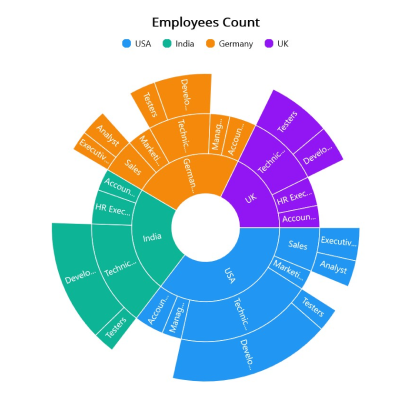 Employees Count
USA India Germany UK
UK
Technic...
Testers
Develo...
HR Exec...
Accoun...
USA
Sales
Executiv...
Analyst
Marketi...
Technic...
Testers
Develo...
Manag...
Accoun...
India
Technic...
Testers
Develo...
HR Exec...
Accoun...
German...
Sales
Executiv...
Analyst
Marketi...
Technic...
Testers
Develo...
Manag...
Accoun...